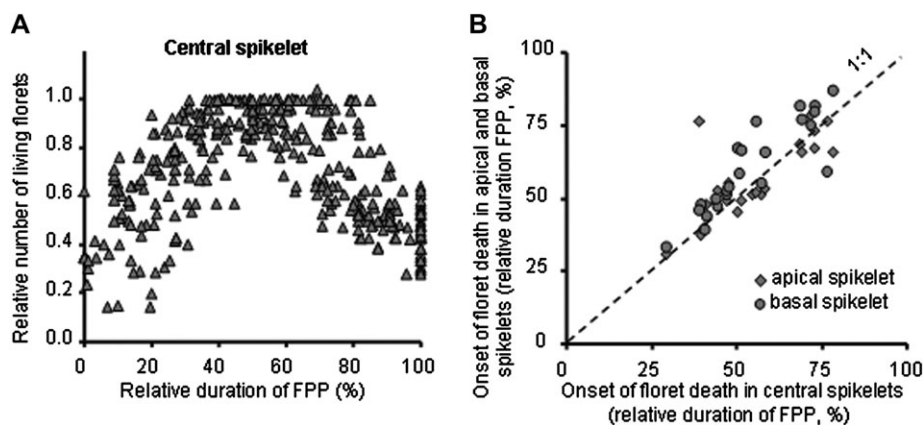 A
Central spikelet
Relative number of living florets
1.0
0.8
0.6
0.4
0.2
0.0
0 20 40 60 80 100
Relative duration of FPP (%)
B
Onset of floret death in apical and basal
spikelets (relative duration FPP, %)
100
75
50
25
0
1:1
apical spikelet
basal spikelet
0 25 50 75 100
Onset of floret death in central spikelets
(relative duration of FPP, %)